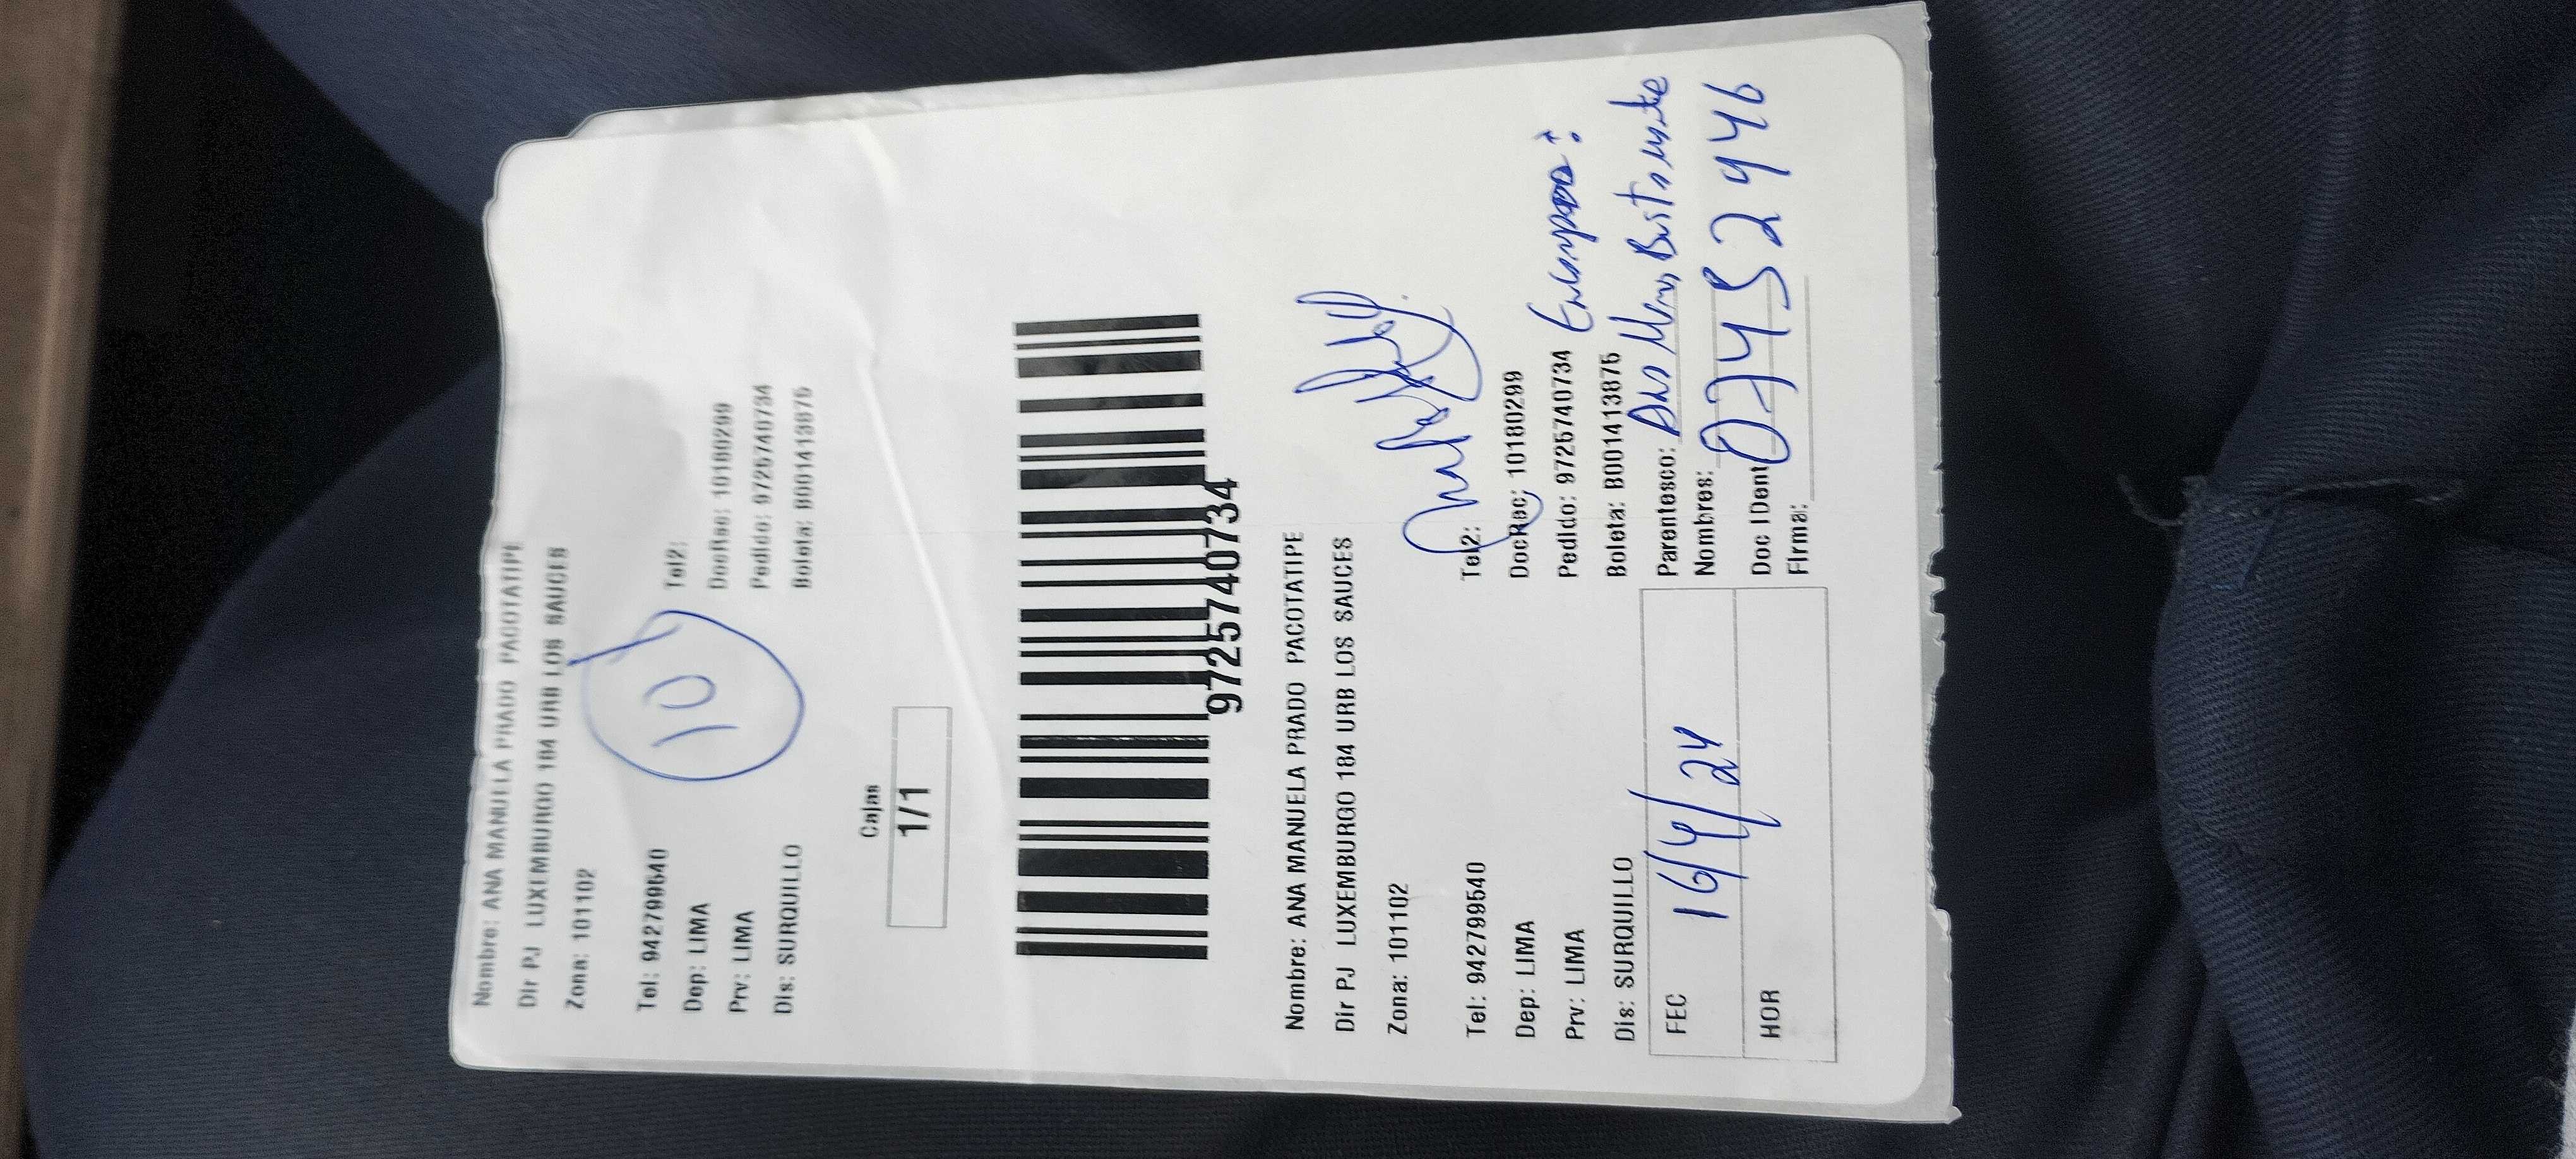 Nombre: ANA MANUELA PRADO PACOTATIPE
Dir PJ LUXEMBURGO 184 URB LOS SAUCES
Zona: 101102
10
Tel: 942799540 Tel2:
Dep: LIMA DocRec: 10180299
Prv: LIMA Pedido: 9725740734
Dis: SURQUILLO Boleta: B001413875
Cajas
1/1
9725740734
Nombre: ANA MANUELA PRADO PACOTATIPE
Dir PJ LUXEMBURGO 184 URB LOS SAUCES
Zona: 101102
Tel: 942799540 Tel2:
Dep: LIMA DocRec: 10180299
Prv: LIMA Pedido: 9725740734
Dis: SURQUILLO Boleta: B001413875
FEC 16/4/24 Parentesco: Bustamante
Nombres:
HOR Doc IDent 07452946
Firma: